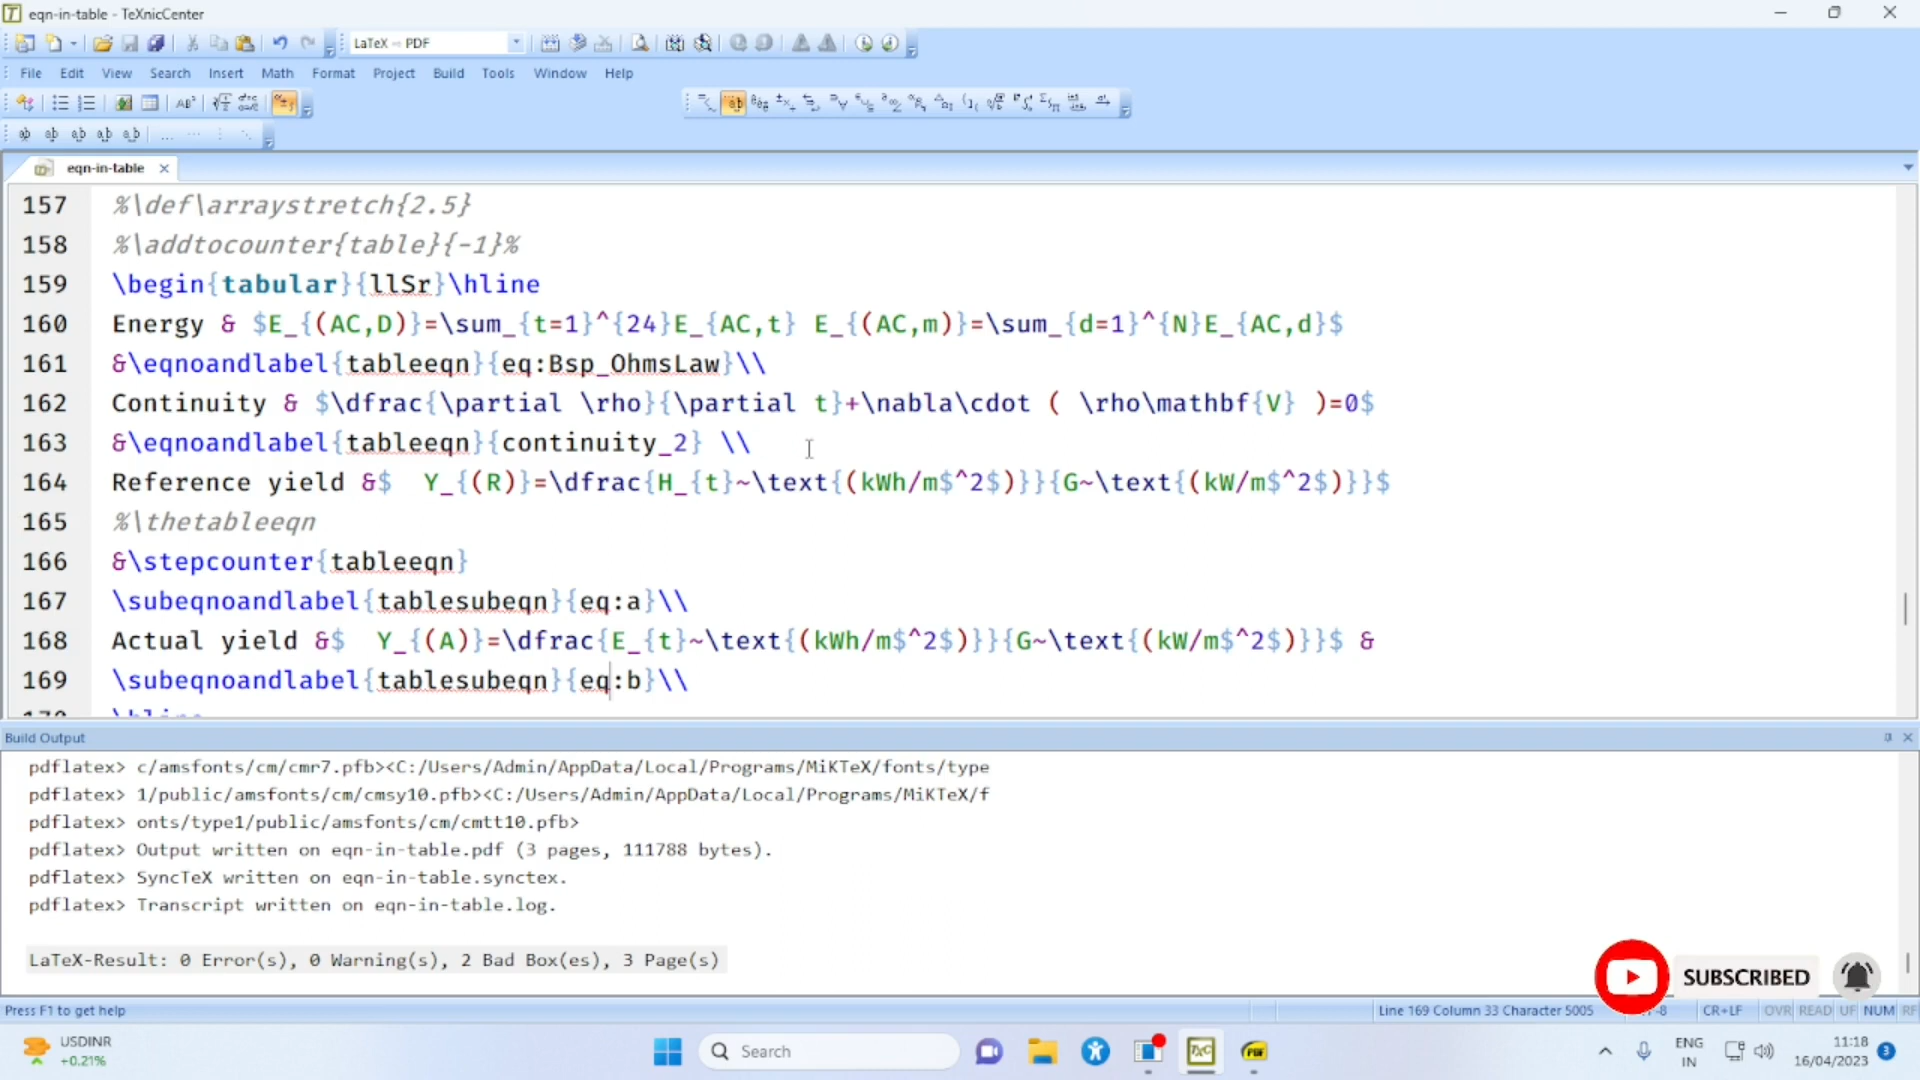 eqn-in-table - TeXnicCenter
LaTeX → PDF
File Edit View Search Insert Math Format Project Build Tools Window Help
eqn-in-table
157 %\def\arraystretch{2.5}
158 %\addtocounter{table}{-1}%
159 \begin{tabular}{llSr}\hline
160 Energy & $E_{(AC,D)}=\sum_{t=1}^{24}E_{AC,t} E_{(AC,m)}=\sum_{d=1}^{N}E_{AC,d}$
161 &\eqnoandlabel{tableeqn}{eq:Bsp_OhmsLaw}\\
162 Continuity & $\dfrac{\partial \rho}{\partial t}+\nabla\cdot ( \rho\mathbf{V} )=0$
163 &\eqnoandlabel{tableeqn}{continuity_2} \\
164 Reference yield &$  Y_{(R)}=\dfrac{H_{t}~\text{(kWh/m$^2$)}}{G~\text{(kW/m$^2$)}}$
165 %\thetableeqn
166 &\stepcounter{tableeqn}
167 \subeqnoandlabel{tablesubeqn}{eq:a}\\
168 Actual yield &$  Y_{(A)}=\dfrac{E_{t}~\text{(kWh/m$^2$)}}{G~\text{(kW/m$^2$)}}$ &
169 \subeqnoandlabel{tablesubeqn}{eq:b}\\
Build Output
pdflatex> c/amsfonts/cm/cmr7.pfb><C:/Users/Admin/AppData/Local/Programs/MiKTeX/fonts/type
pdflatex> 1/public/amsfonts/cm/cmsy10.pfb><C:/Users/Admin/AppData/Local/Programs/MiKTeX/f
pdflatex> onts/type1/public/amsfonts/cm/cmtt10.pfb>
pdflatex> Output written on eqn-in-table.pdf (3 pages, 111788 bytes).
pdflatex> SyncTeX written on eqn-in-table.synctex.
pdflatex> Transcript written on eqn-in-table.log.
LaTeX-Result: 0 Error(s), 0 Warning(s), 2 Bad Box(es), 3 Page(s)
SUBSCRIBED
Press F1 to get help
Line 169 Column 33 Character 5005
CR+LF OVR READ UF NUM RF
USDINR
+0.21%
Search
ENG
IN
11:18
16/04/2023
3